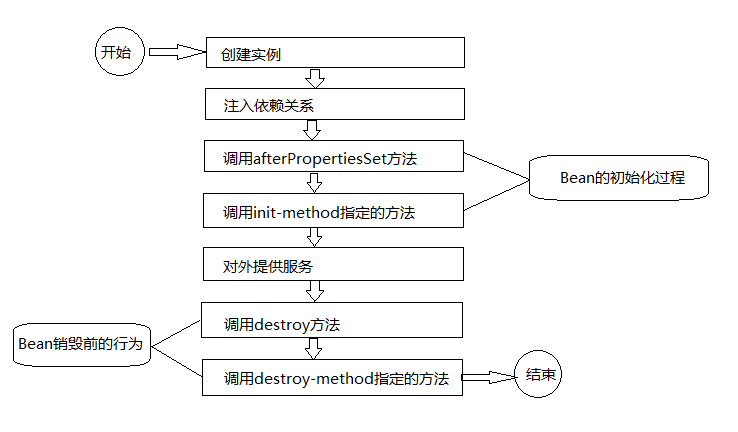 开始
创建实例
注入依赖关系
调用afterPropertiesSet方法
Bean的初始化过程
调用init-method指定的方法
对外提供服务
调用destroy方法
Bean销毁前的行为
调用destroy-method指定的方法
结束